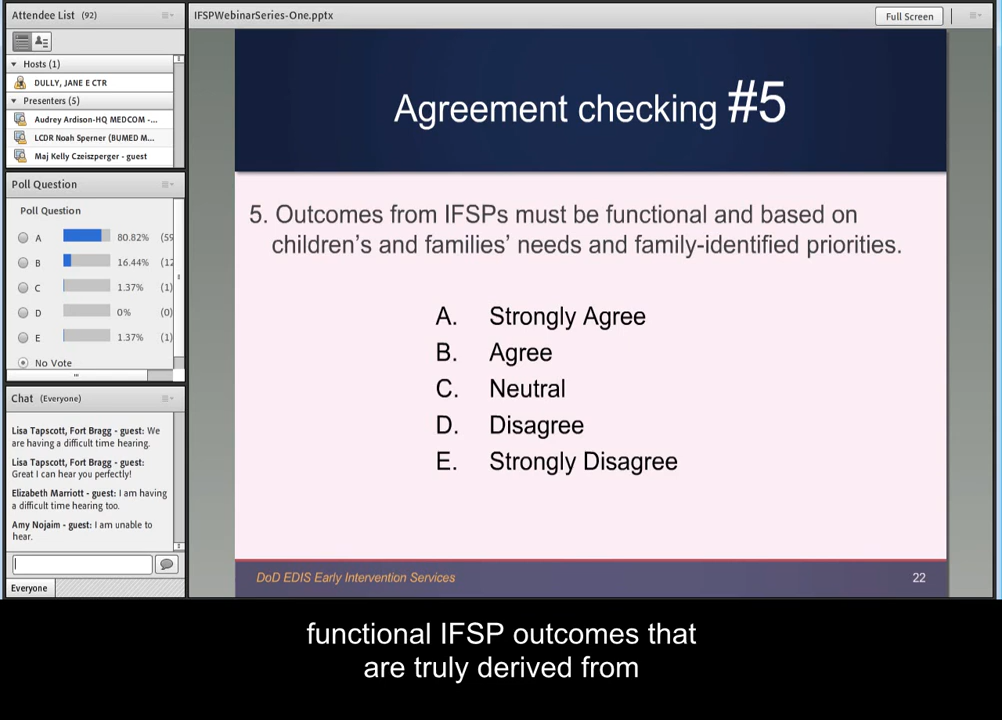 Attendee List (92)
Hosts (1)
DULLY, JANE E CTR
Presenters (5)
Audrey Ardison-HQ MEDCOM -...
LCDR Noah Sperner (BUMED M...
Maj Kelly Czeiszperger - guest
Poll Question
Poll Question
A 80.82% (59
B 16.44% (12
C 1.37% (1)
D 0% (0)
E 1.37% (1)
No Vote
Chat (Everyone)
Lisa Tapscott, Fort Bragg - guest: We
are having a difficult time hearing.
Lisa Tapscott, Fort Bragg - guest:
Great I can hear you perfectly!
Elizabeth Marriott - guest: I am having
a difficult time hearing too.
Amy Nojaim - guest: I am unable to
hear.
Everyone
IFSPWebinarSeries-One.pptx
Full Screen
Agreement checking #5
5. Outcomes from IFSPs must be functional and based on
children's and families' needs and family-identified priorities.
A. Strongly Agree
B. Agree
C. Neutral
D. Disagree
E. Strongly Disagree
DoD EDIS Early Intervention Services
22
functional IFSP outcomes that
are truly derived from